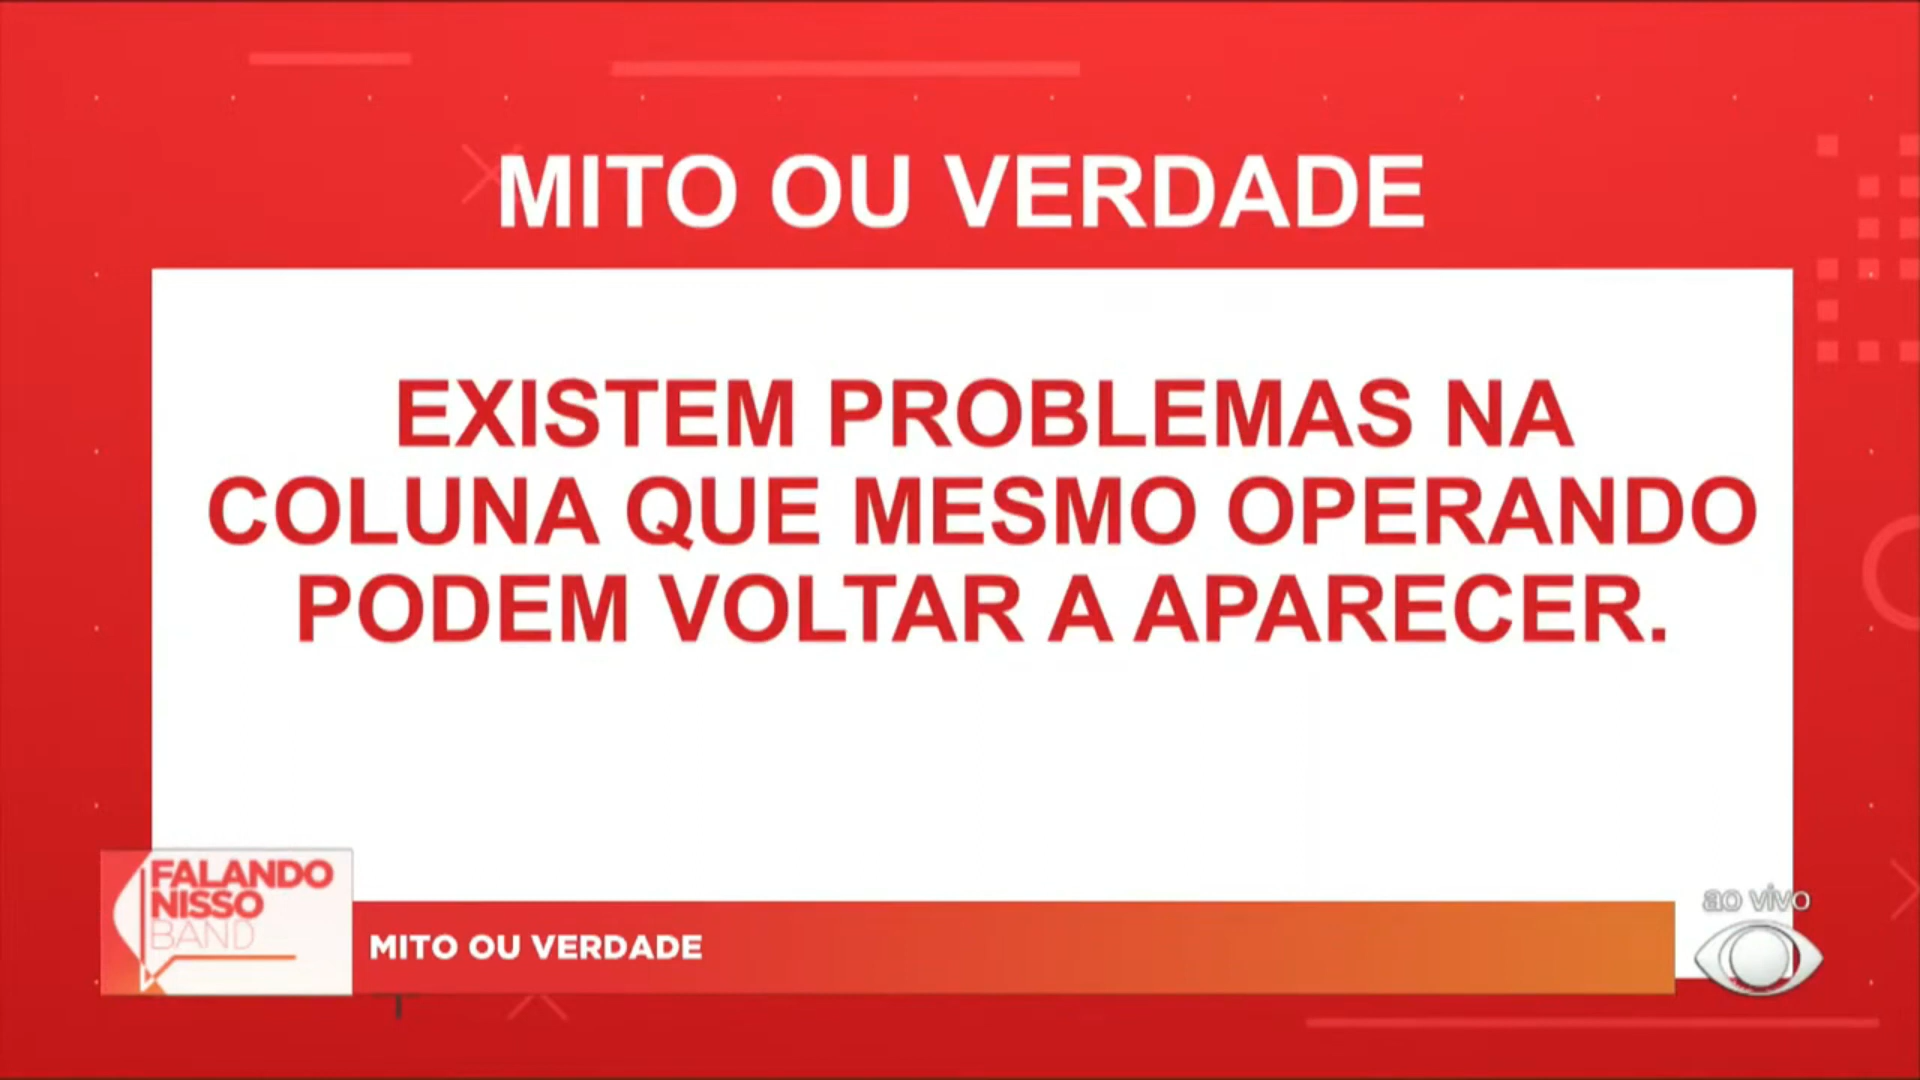 MITO OU VERDADE
EXISTEM PROBLEMAS NA
COLUNA QUE MESMO OPERANDO
PODEM VOLTAR A APARECER.
FALANDO
NISSO
BAND
MITO OU VERDADE
ao vivo